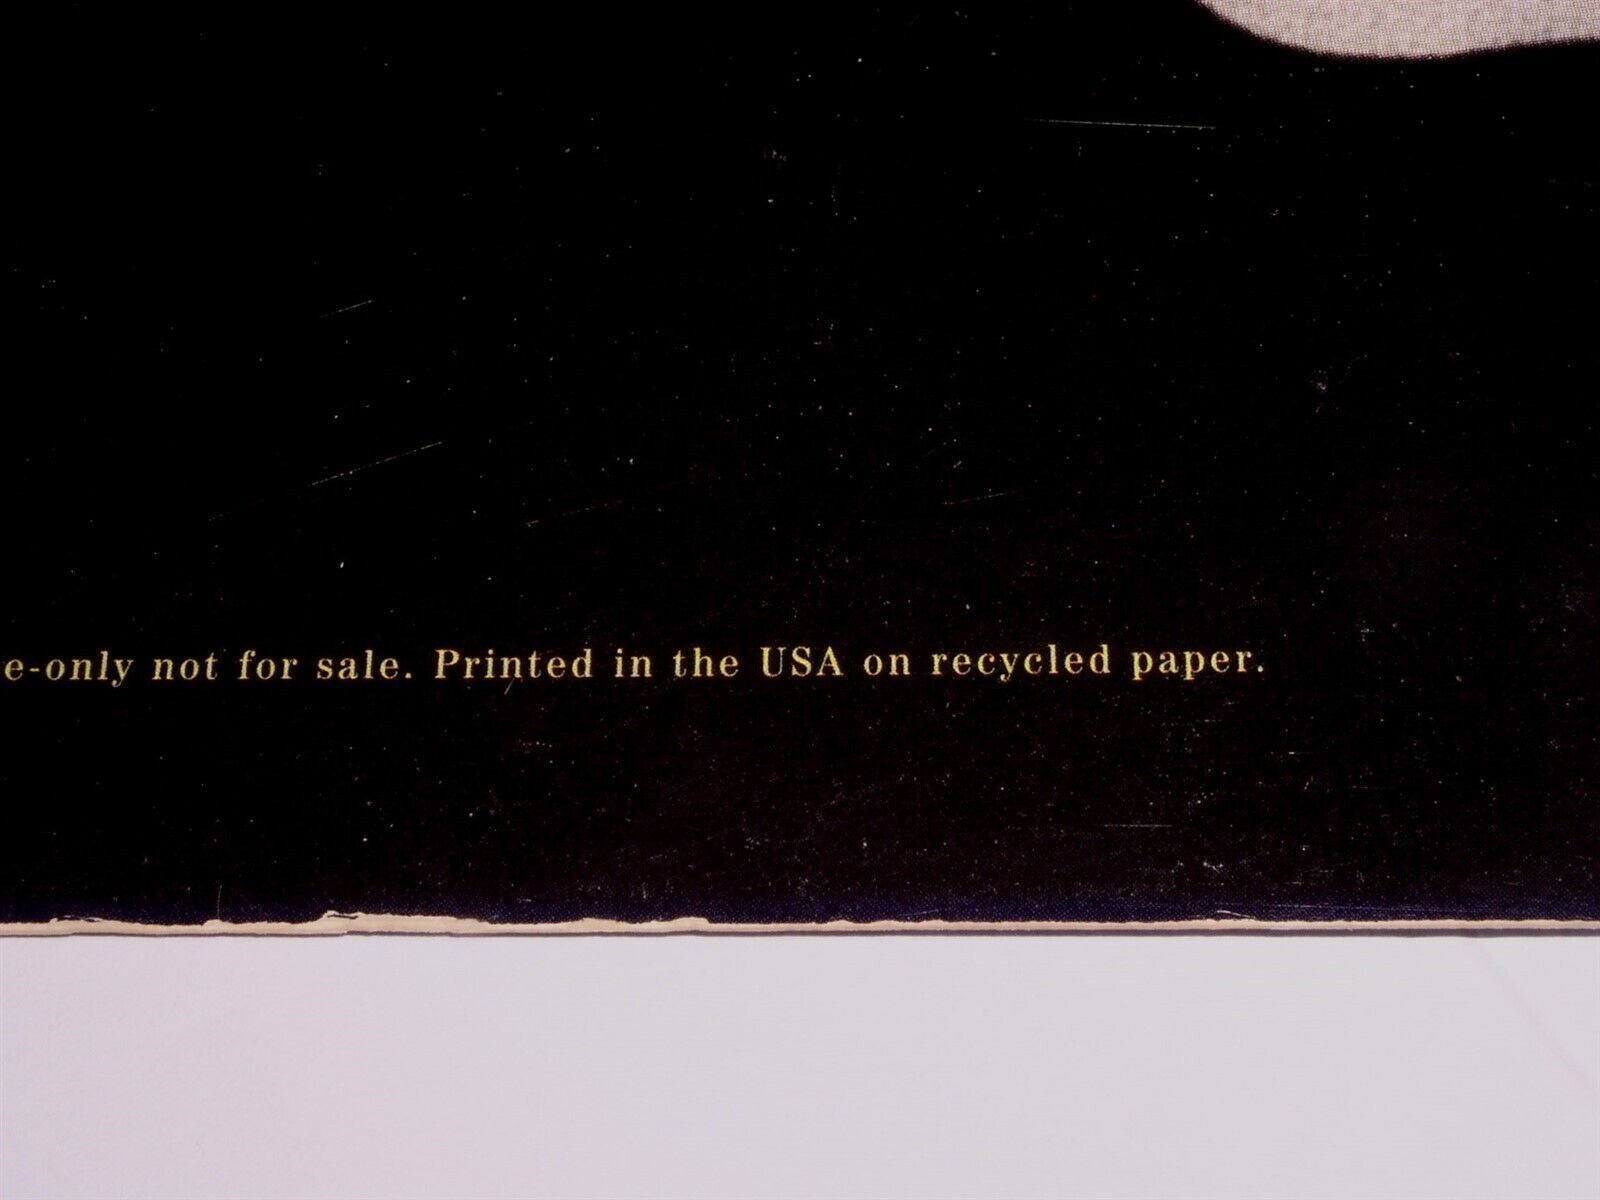 e-only not for sale. Printed in the USA on recycled paper.